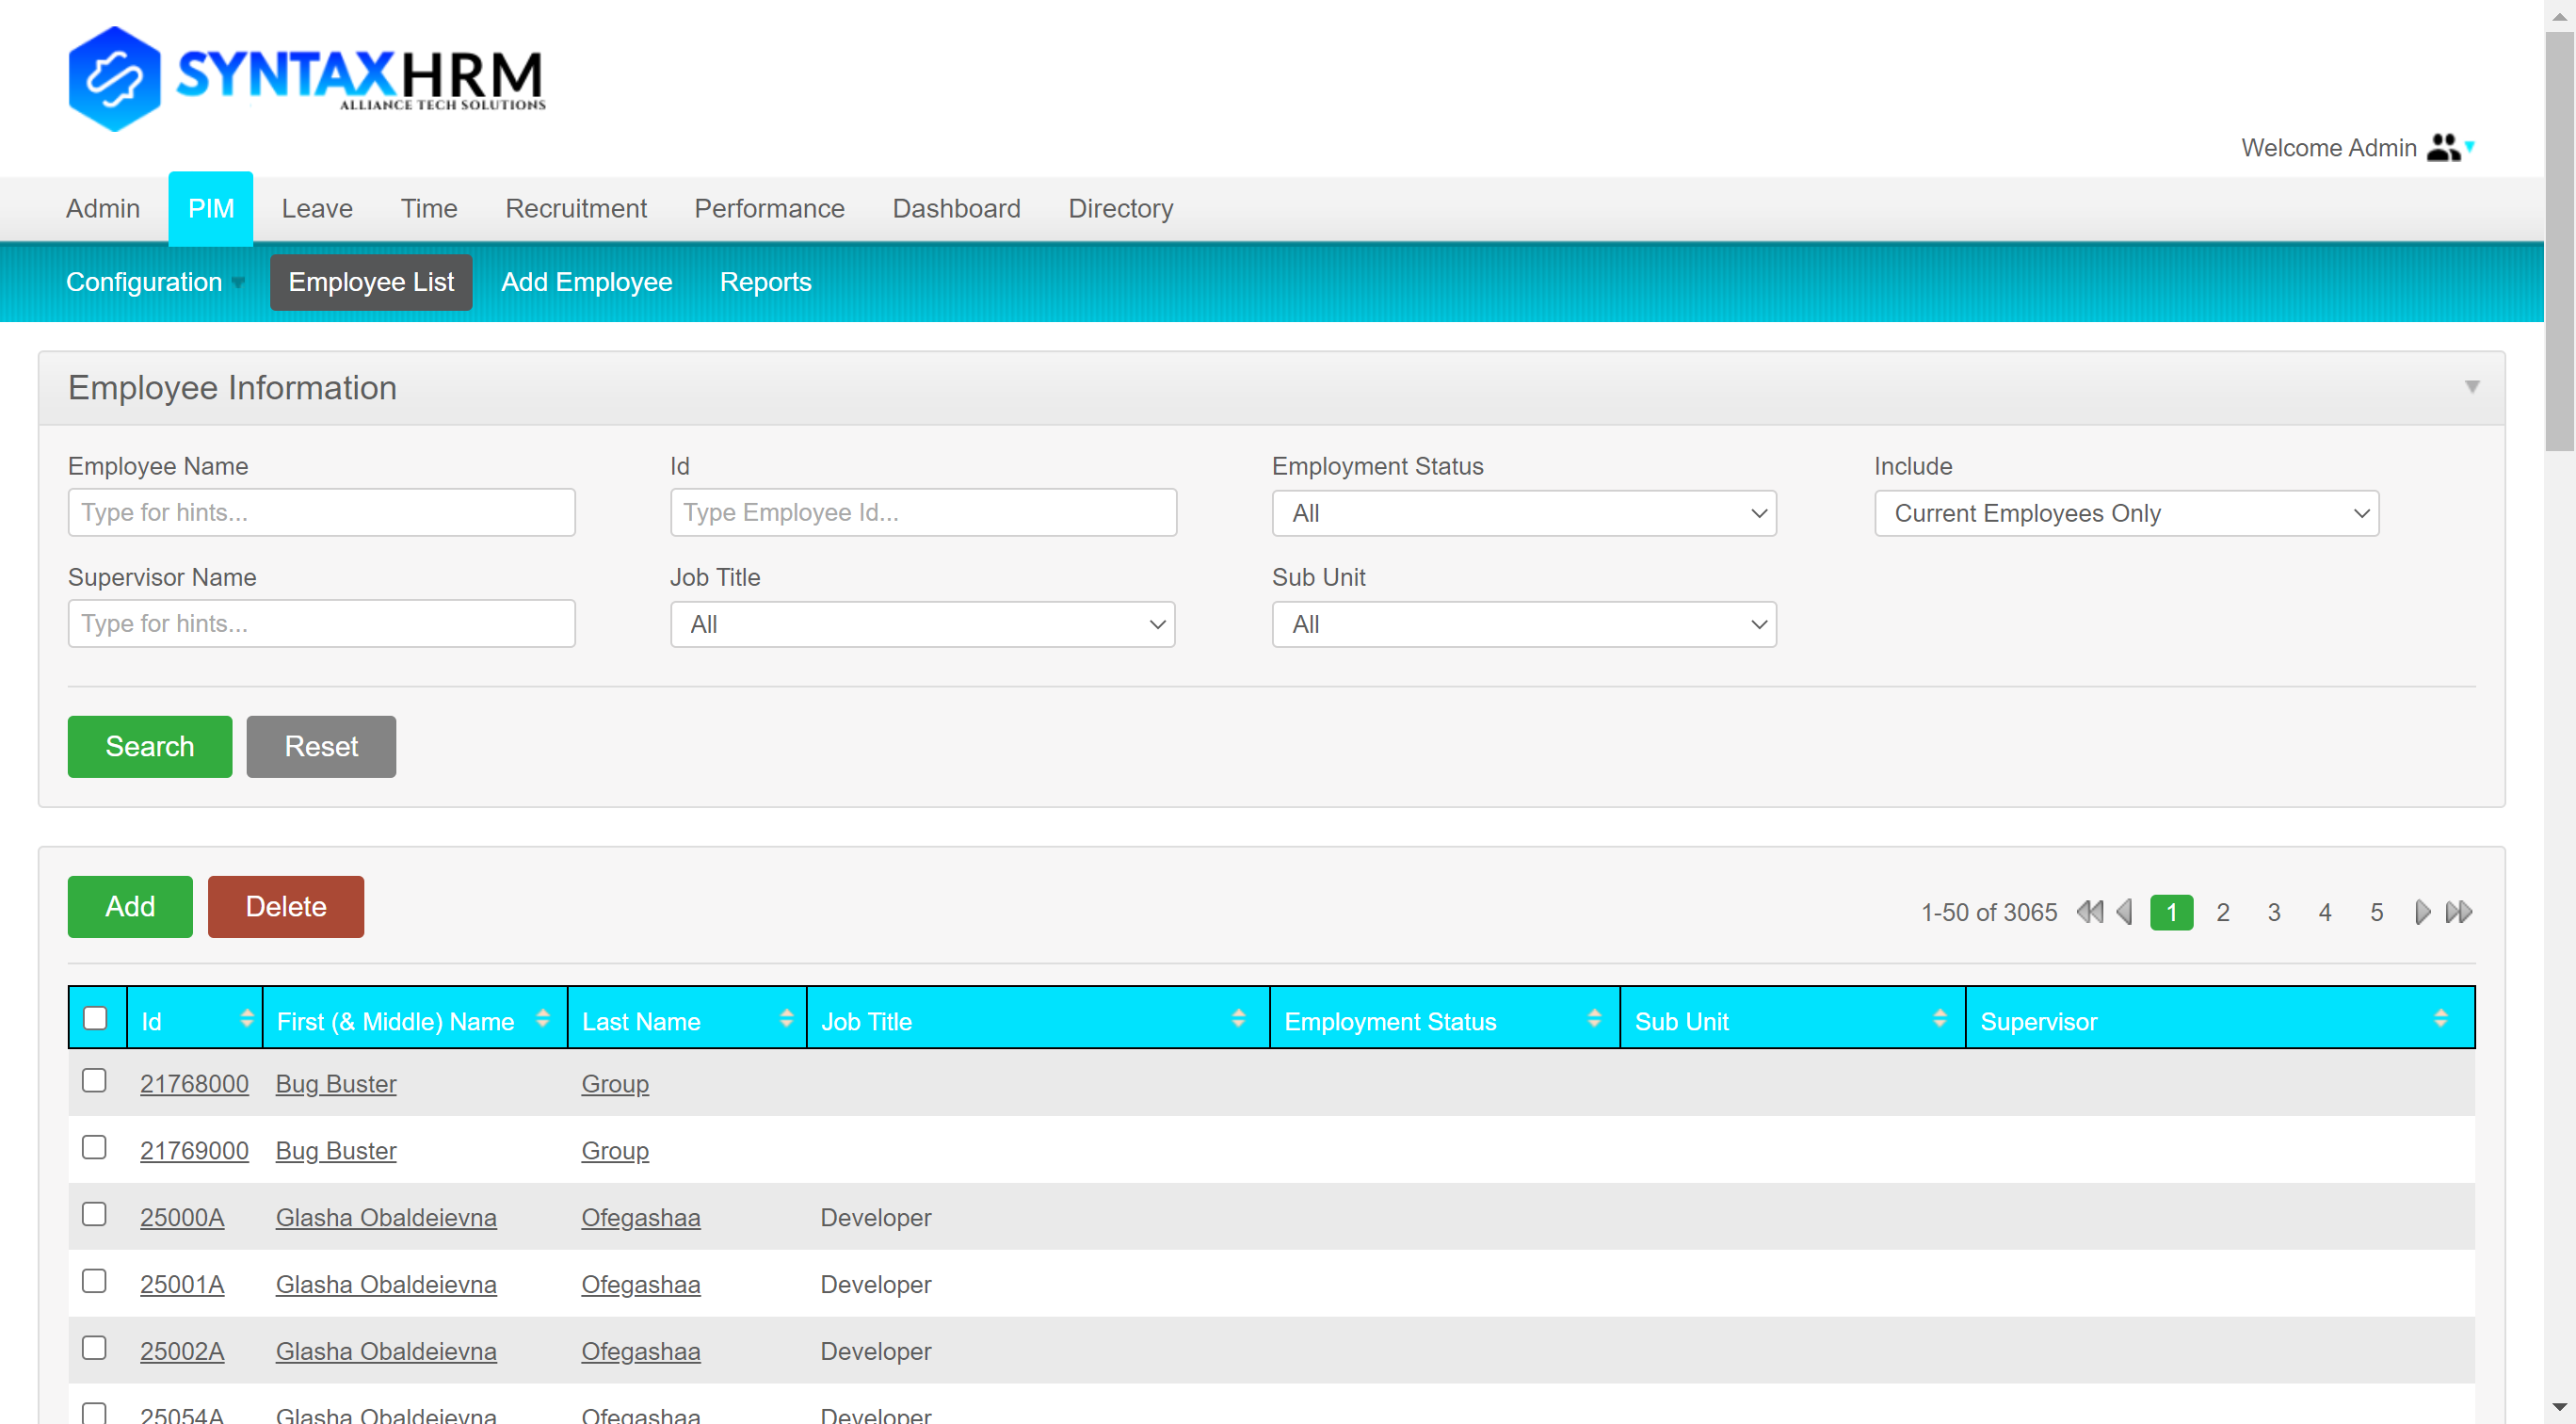 SYNTAXHRM
ALLIANCE TECH SOLUTIONS
Welcome Admin
Admin PIM Leave Time Recruitment Performance Dashboard Directory
Configuration Employee List Add Employee Reports
Employee Information
Employee Name Id Employment Status Include
Type for hints... Type Employee Id... All Current Employees Only
Supervisor Name Job Title Sub Unit
Type for hints... All All
Search Reset
Add Delete 1-50 of 3065 1 2 3 4 5
Id First (& Middle) Name Last Name Job Title Employment Status Sub Unit Supervisor
21768000 Bug Buster Group
21769000 Bug Buster Group
25000A Glasha Obaldeievna Ofegashaa Developer
25001A Glasha Obaldeievna Ofegashaa Developer
25002A Glasha Obaldeievna Ofegashaa Developer
25054A Glasha Obaldeievna Ofegashaa Developer